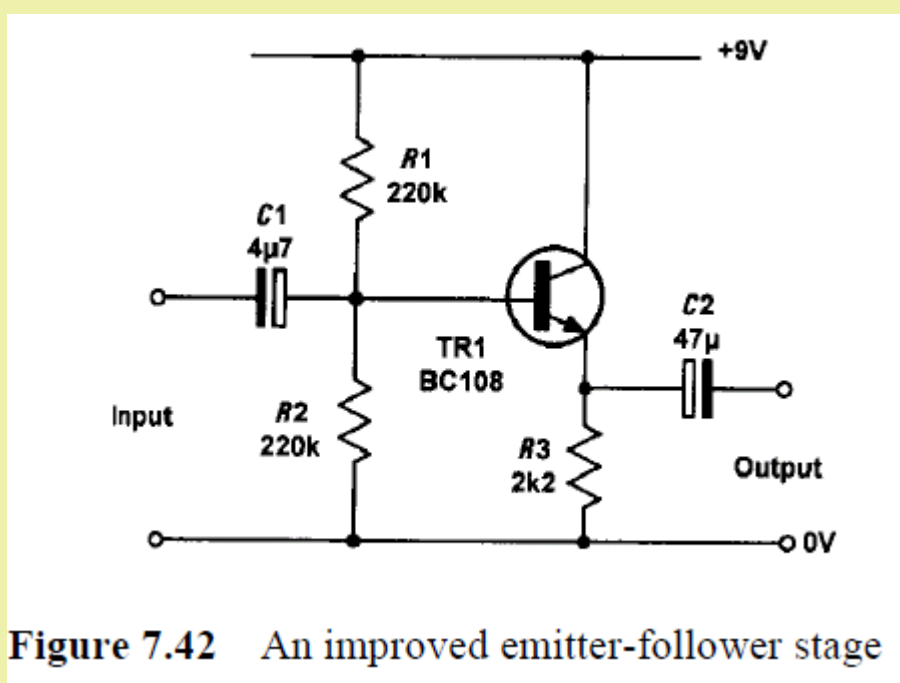 +9V
R1
220k
C1
4µ7
C2
47µ
TR1
BC108
Input
R2
220k
R3
2k2
Output
0V
Figure 7.42 An improved emitter-follower stage